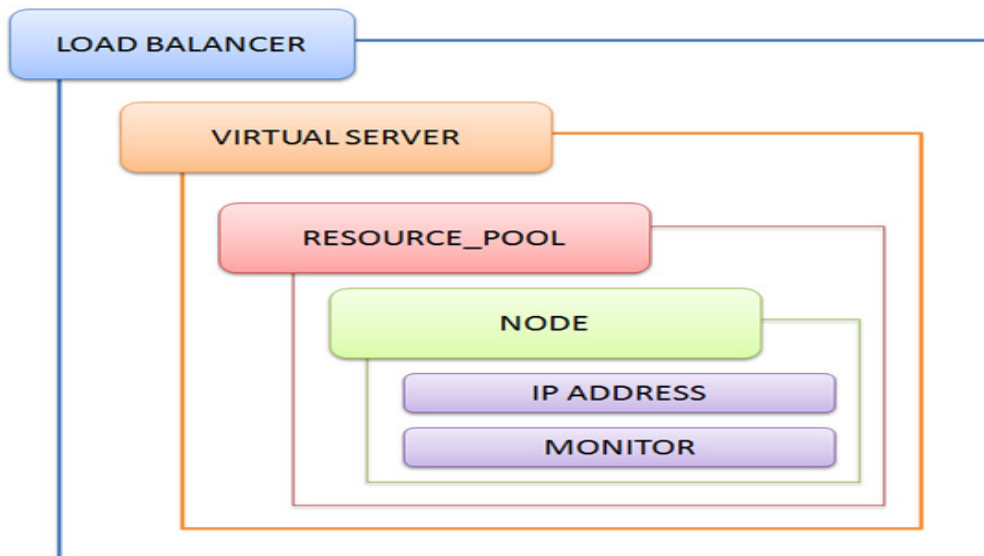 LOAD BALANCER
VIRTUAL SERVER
RESOURCE_POOL
NODE
IP ADDRESS
MONITOR